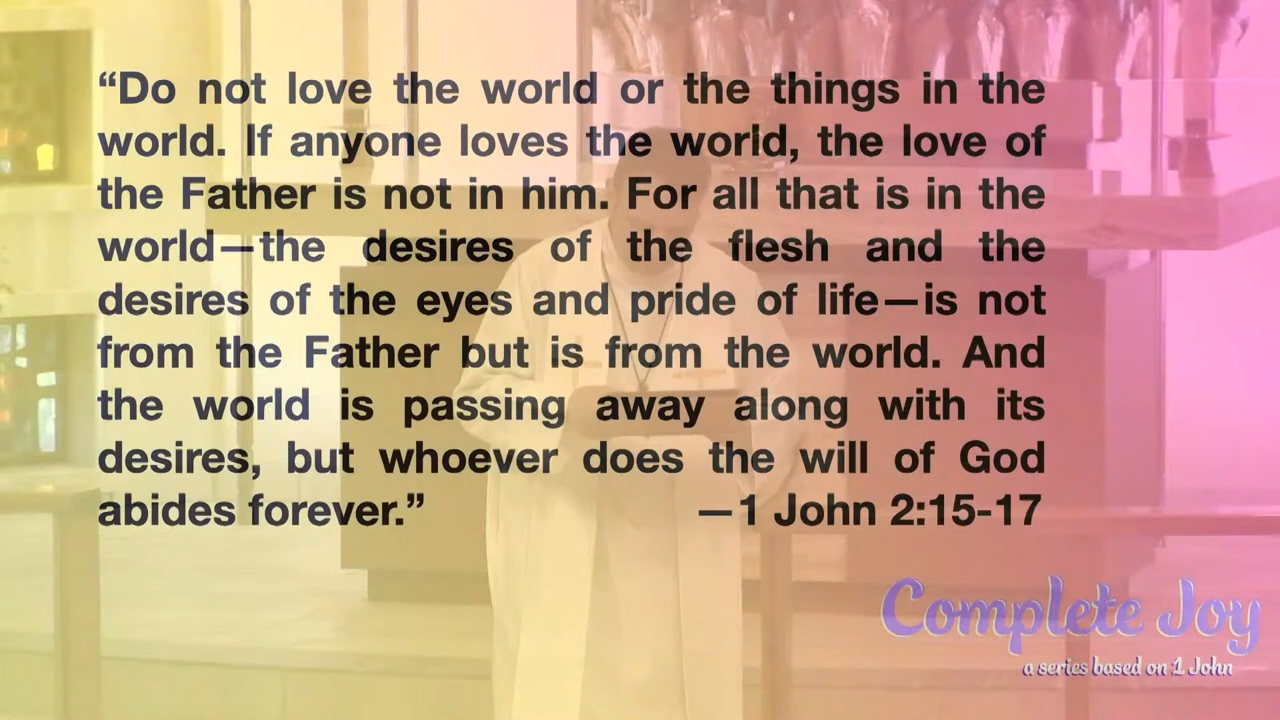 “Do not love the world or the things in the
world. If anyone loves the world, the love of
the Father is not in him. For all that is in the
world—the desires of the flesh and the
desires of the eyes and pride of life—is not
from the Father but is from the world. And
the world is passing away along with its
desires, but whoever does the will of God
abides forever.” —1 John 2:15-17
Complete Joy
a series based on 1 John